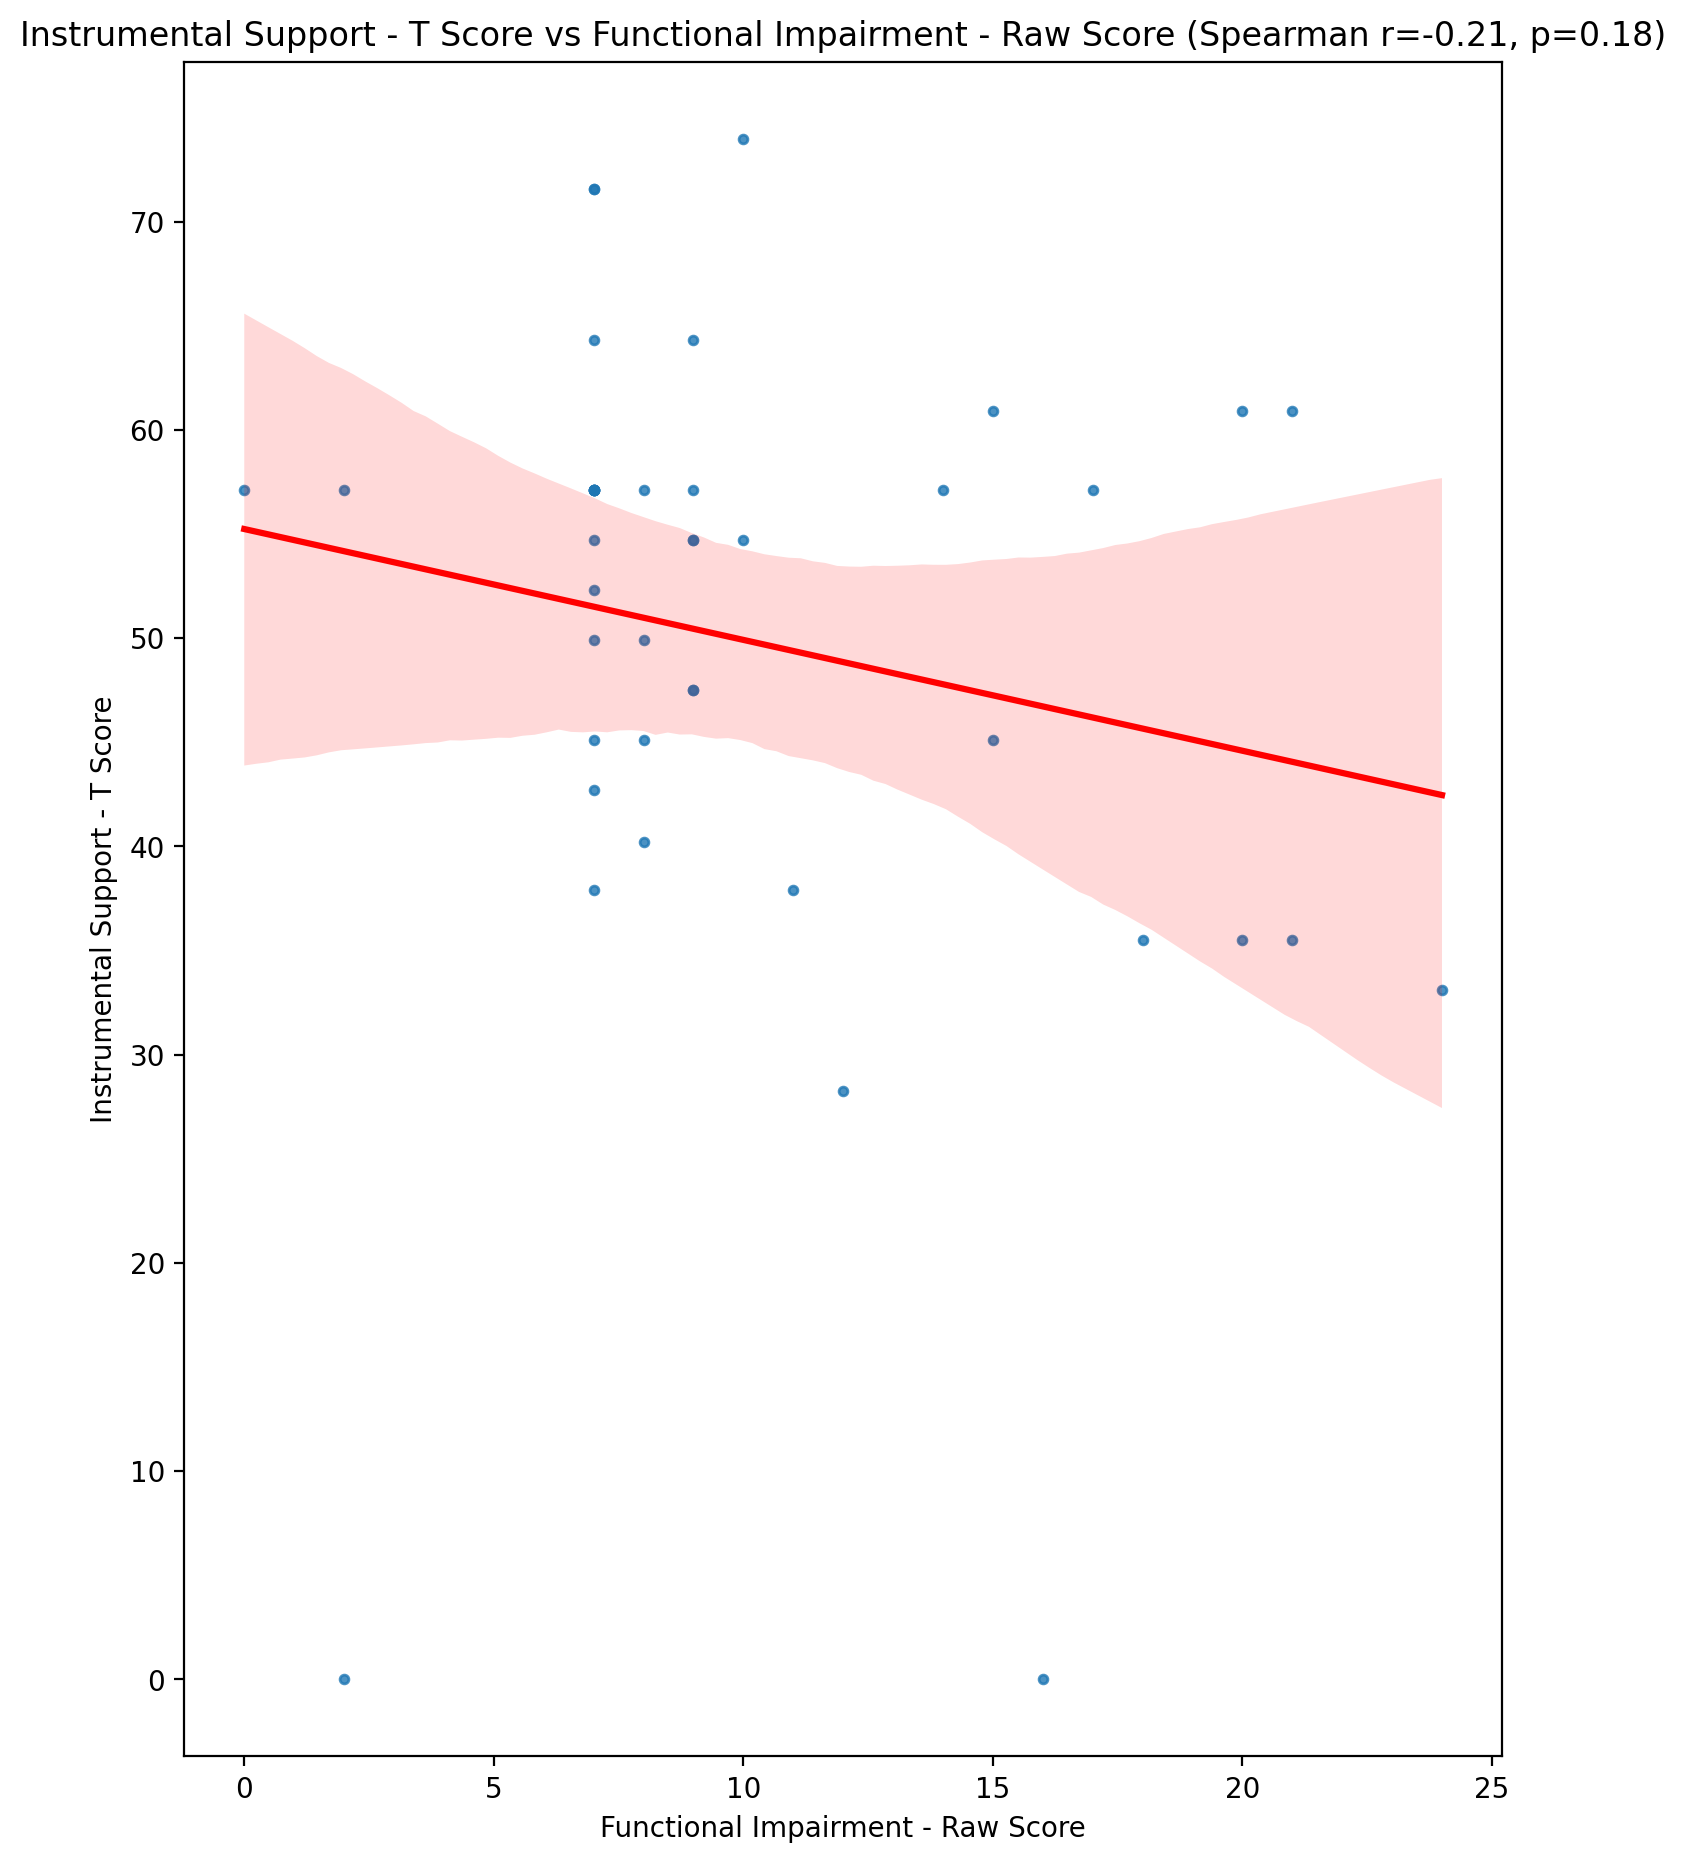 Instrumental Support - T Score vs Functional Impairment - Raw Score (Spearman r=-0.21, p=0.18)
70
60
50
40
30
20
10
0
Instrumental Support - T Score
0 5 10 15 20 25
Functional Impairment - Raw Score